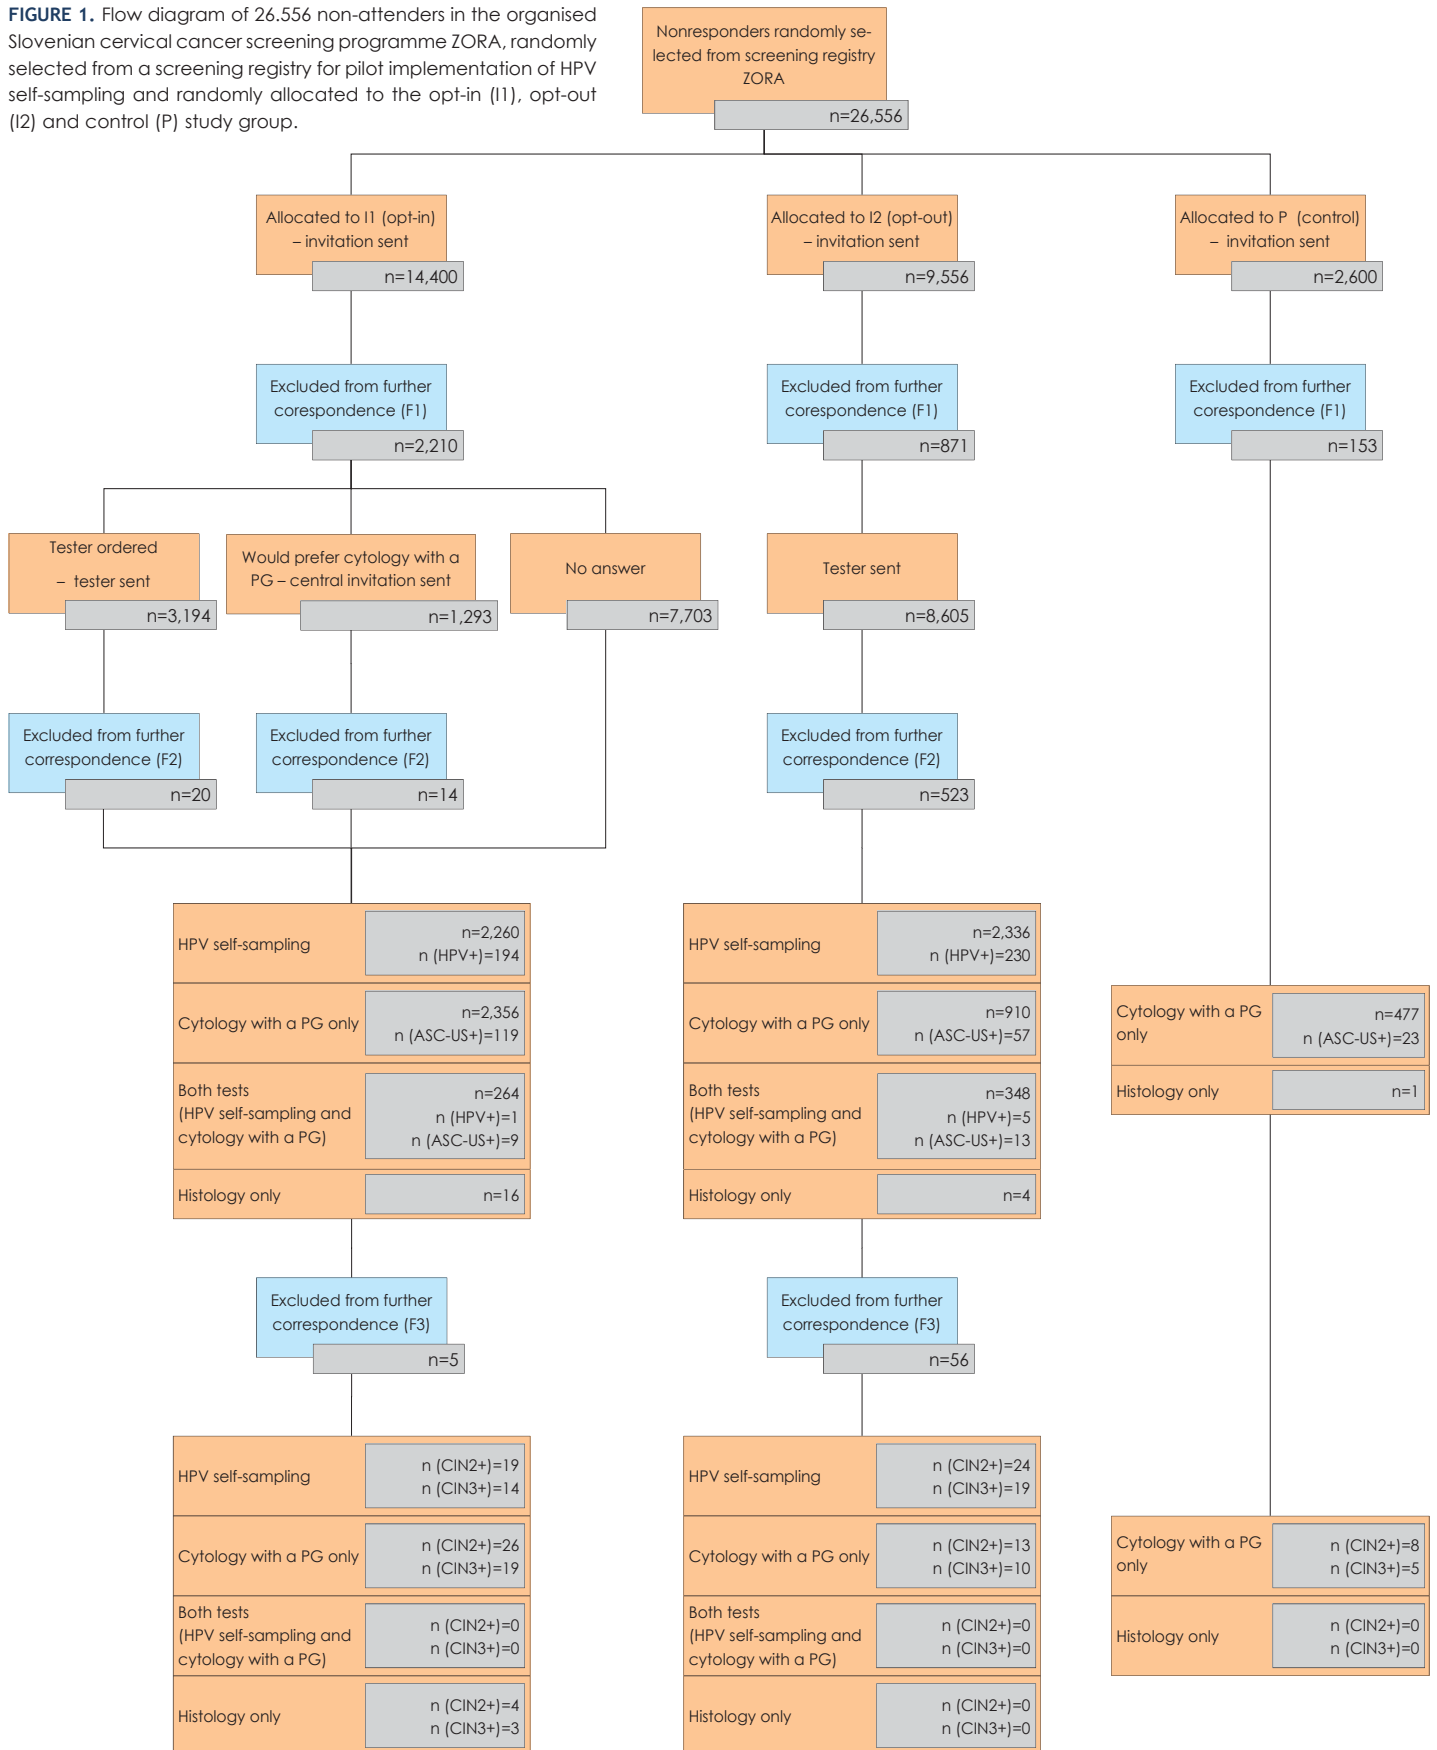 FIGURE 1. Flow diagram of 26.556 non-attenders in the organised
Slovenian cervical cancer screening programme ZORA, randomly
selected from a screening registry for pilot implementation of HPV
self-sampling and randomly allocated to the opt-in (I1), opt-out
(I2) and control (P) study group.
Nonresponders randomly se-
lected from screening registry
ZORA
n=26,556
Allocated to I1 (opt-in)
– invitation sent
n=14,400
Allocated to I2 (opt-out)
– invitation sent
n=9,556
Allocated to P (control)
– invitation sent
n=2,600
Excluded from further
corespondence (F1)
n=2,210
Excluded from further
corespondence (F1)
n=871
Excluded from further
corespondence (F1)
n=153
Tester ordered
– tester sent
n=3,194
Would prefer cytology with a
PG – central invitation sent
n=1,293
No answer
n=7,703
Tester sent
n=8,605
Excluded from further
correspondence (F2)
n=20
Excluded from further
correspondence (F2)
n=14
Excluded from further
correspondence (F2)
n=523
HPV self-sampling
n=2,260
n (HPV+)=194
Cytology with a PG only
n=2,356
n (ASC-US+)=119
Both tests
(HPV self-sampling and
cytology with a PG)
n=264
n (HPV+)=1
n (ASC-US+)=9
Histology only
n=16
HPV self-sampling
n=2,336
n (HPV+)=230
Cytology with a PG only
n=910
n (ASC-US+)=57
Both tests
(HPV self-sampling and
cytology with a PG)
n=348
n (HPV+)=5
n (ASC-US+)=13
Histology only
n=4
Cytology with a PG
only
n=477
n (ASC-US+)=23
Histology only
n=1
Excluded from further
correspondence (F3)
n=5
Excluded from further
correspondence (F3)
n=56
HPV self-sampling
n (CIN2+)=19
n (CIN3+)=14
Cytology with a PG only
n (CIN2+)=26
n (CIN3+)=19
Both tests
(HPV self-sampling and
cytology with a PG)
n (CIN2+)=0
n (CIN3+)=0
Histology only
n (CIN2+)=4
n (CIN3+)=3
HPV self-sampling
n (CIN2+)=24
n (CIN3+)=19
Cytology with a PG only
n (CIN2+)=13
n (CIN3+)=10
Both tests
(HPV self-sampling and
cytology with a PG)
n (CIN2+)=0
n (CIN3+)=0
Histology only
n (CIN2+)=0
n (CIN3+)=0
Cytology with a PG
only
n (CIN2+)=8
n (CIN3+)=5
Histology only
n (CIN2+)=0
n (CIN3+)=0